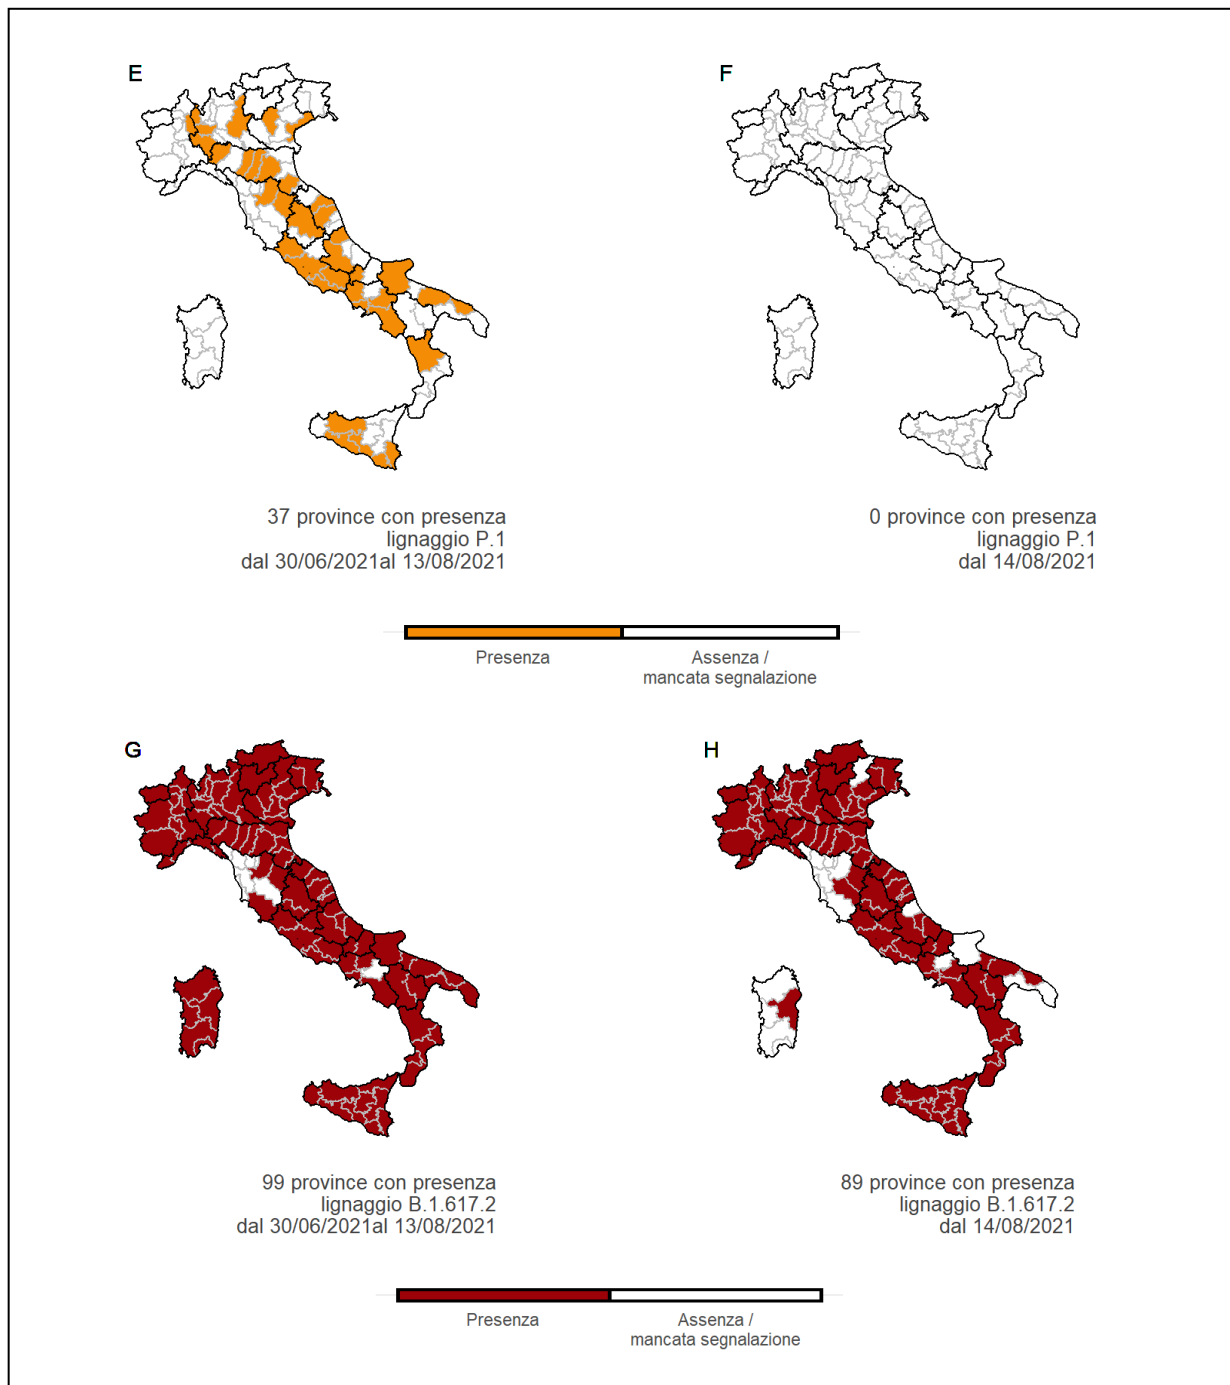 E
F
37 province con presenza
lignaggio P.1
dal 30/06/2021al 13/08/2021
0 province con presenza
lignaggio P.1
dal 14/08/2021
Presenza
Assenza /
mancata segnalazione
G
H
99 province con presenza
lignaggio B.1.617.2
dal 30/06/2021al 13/08/2021
89 province con presenza
lignaggio B.1.617.2
dal 14/08/2021
Presenza
Assenza /
mancata segnalazione